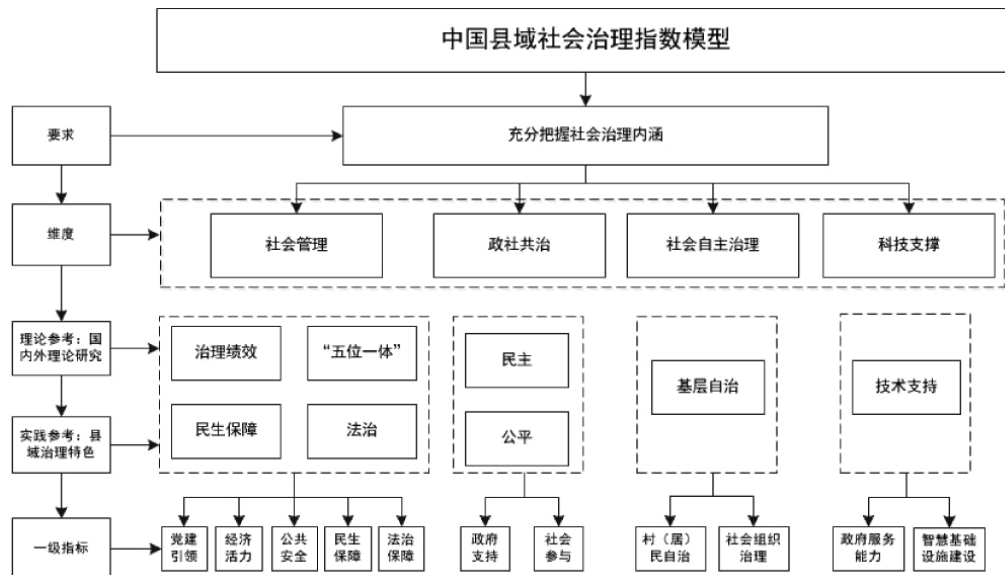 中国县域社会治理指数模型
要求
充分把握社会治理内涵
维度
社会管理
政社共治
社会自主治理
科技支撑
理论参考：国
内外理论研究
治理绩效
“五位一体”
民主
基层自治
技术支持
实践参考：县
域治理特色
民生保障
法治
公平
一级指标
党建
引领
经济
活力
公共
安全
民生
保障
法治
保障
政府
支持
社会
参与
村（居）
民自治
社会组织
治理
政府服务
能力
智慧基础
设施建设